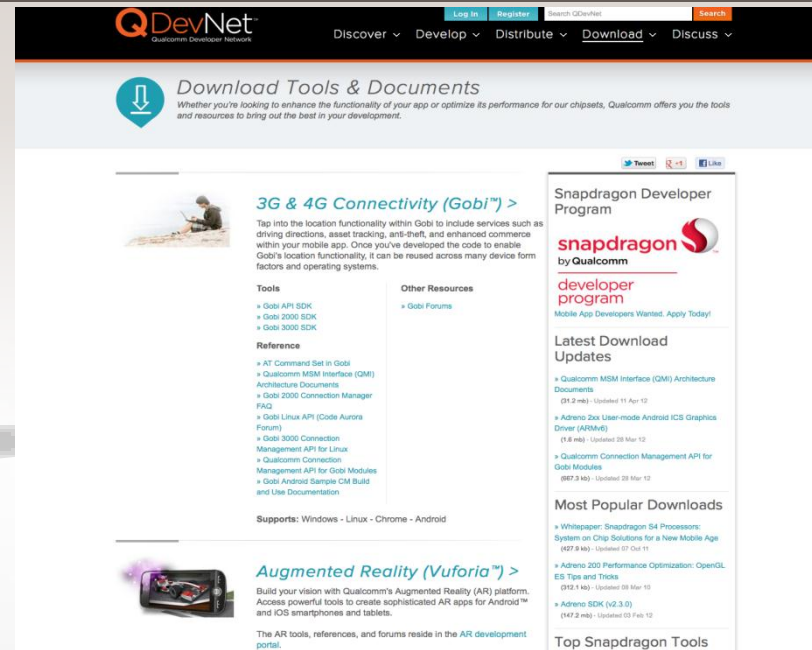 QDevNet™
Qualcomm Developer Network
Log In
Register
Search QDevNet
Search
Discover
Develop
Distribute
Download
Discuss
Download Tools & Documents
Whether you're looking to enhance the functionality of your app or optimize its performance for our chipsets, Qualcomm offers you the tools
and resources to bring out the best in your development.
Tweet
+1
Like
3G & 4G Connectivity (Gobi™) >
Tap into the location functionality within Gobi to include services such as
driving directions, asset tracking, anti-theft, and enhanced commerce
within your mobile app. Once you've developed the code to enable
Gobi's location functionality, it can be reused across many device form
factors and operating systems.
Tools
» Gobi API SDK
» Gobi 2000 SDK
» Gobi 3000 SDK
Other Resources
» Gobi Forums
Reference
» AT Command Set in Gobi
» Qualcomm MSM Interface (QMI)
Architecture Documents
» Gobi 2000 Connection Manager
FAQ
» Gobi Linux API (Code Aurora
Forum)
» Gobi 3000 Connection
Management API for Linux
» Qualcomm Connection
Management API for Gobi Modules
» Gobi Android Sample CM Build
and Use Documentation
Supports: Windows - Linux - Chrome - Android
Augmented Reality (Vuforia™) >
Build your vision with Qualcomm's Augmented Reality (AR) platform.
Access powerful tools to create sophisticated AR apps for Android™
and iOS smartphones and tablets.
The AR tools, references, and forums reside in the AR development
portal.
Snapdragon Developer
Program
snapdragon
by Qualcomm
developer
program
Mobile App Developers Wanted. Apply Today!
Latest Download
Updates
» Qualcomm MSM Interface (QMI) Architecture
Documents
(31.2 mb) - Updated 11 Apr 12
» Adreno 2xx User-mode Android ICS Graphics
Driver (ARMv6)
(1.6 mb) - Updated 28 Mar 12
» Qualcomm Connection Management API for
Gobi Modules
(667.3 kb) - Updated 28 Mar 12
Most Popular Downloads
» Whitepaper: Snapdragon S4 Processors:
System on Chip Solutions for a New Mobile Age
(427.9 kb) - Updated 07 Oct 11
» Adreno 200 Performance Optimization: OpenGL
ES Tips and Tricks
(312.1 kb) - Updated 08 Mar 10
» Adreno SDK (v2.3.0)
(147.2 mb) - Updated 03 Feb 12
Top Snapdragon Tools